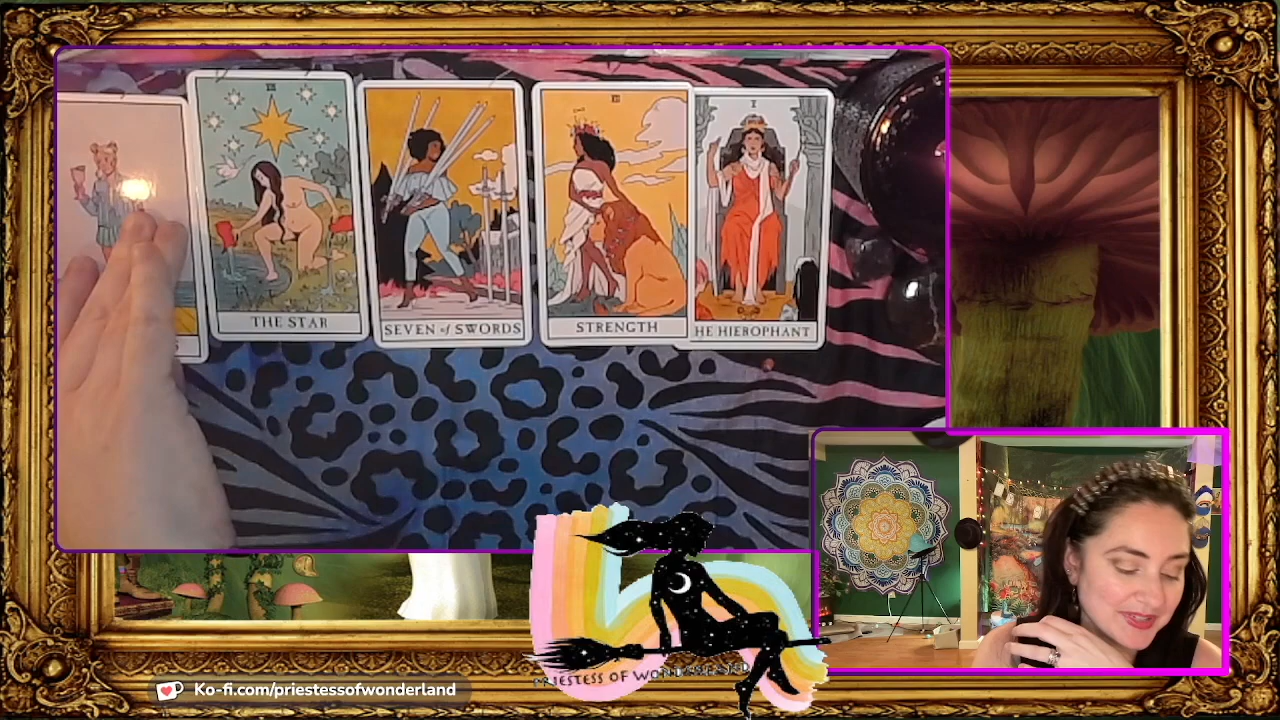 THE STAR
SEVEN of SWORDS
STRENGTH
HE HIEROPHANT
PRIESTESS OF WONDERLAND
Ko-fi.com/priestessofwonderland